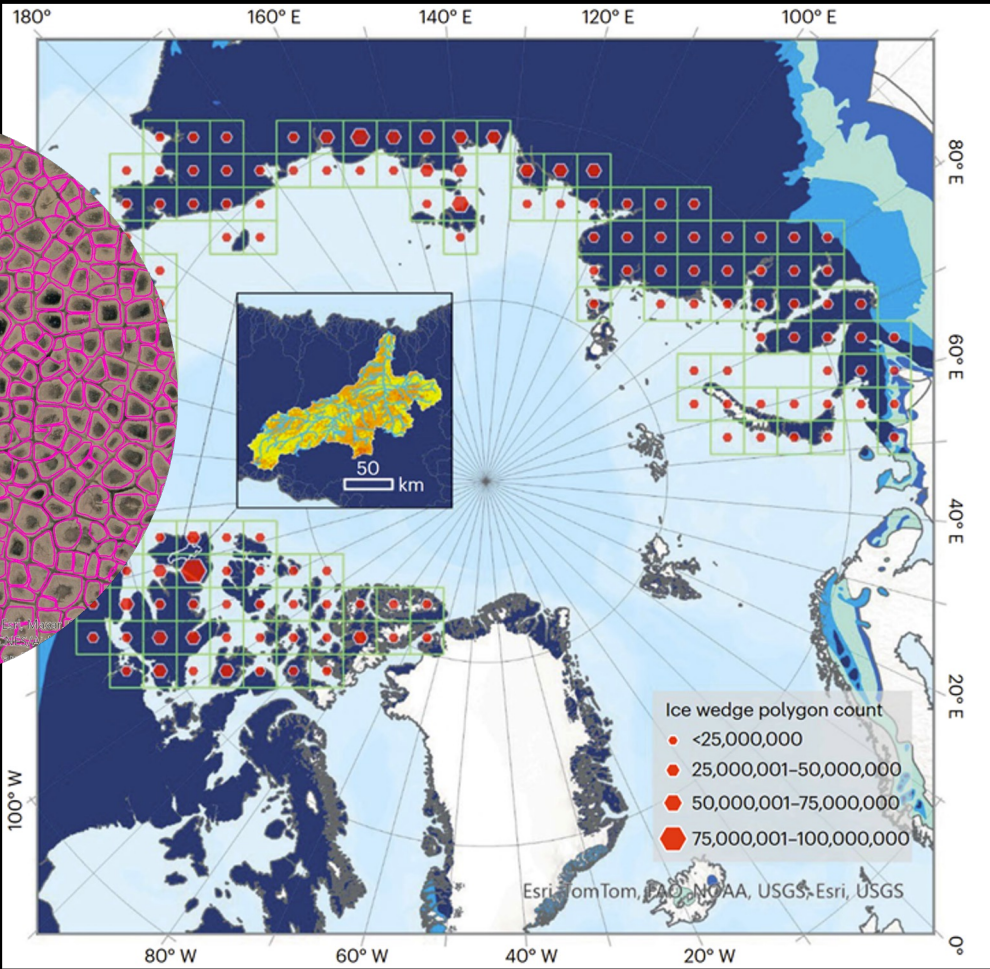 180°
160° E
140° E
120° E
100° E
80° E
60° E
40° E
20° E
0°
100° W
80° W
60° W
40° W
20° W
50
km
Ice wedge polygon count
<25,000,000
25,000,001–50,000,000
50,000,001–75,000,000
75,000,001–100,000,000
Esri, TomTom, FAO, NOAA, USGS, Esri, USGS